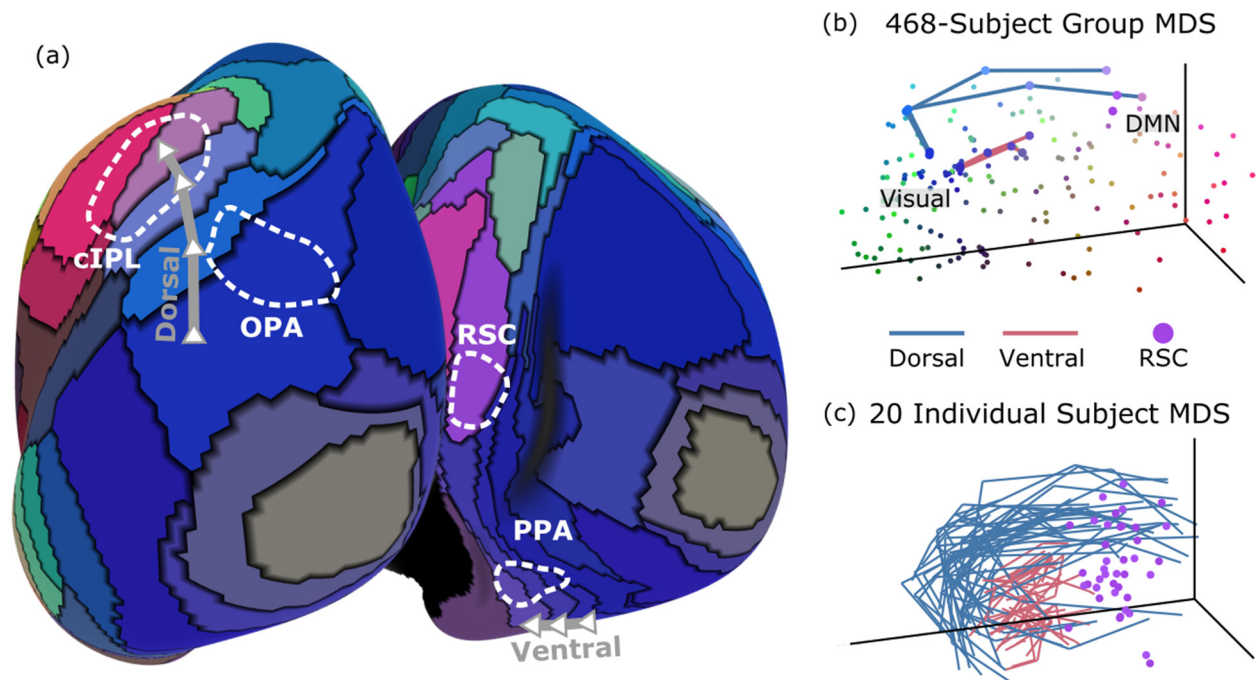 (a)
cIPL
Dorsal
OPA
RSC
PPA
Ventral
(b) 468-Subject Group MDS
DMN
Visual
Dorsal Ventral RSC
(c) 20 Individual Subject MDS